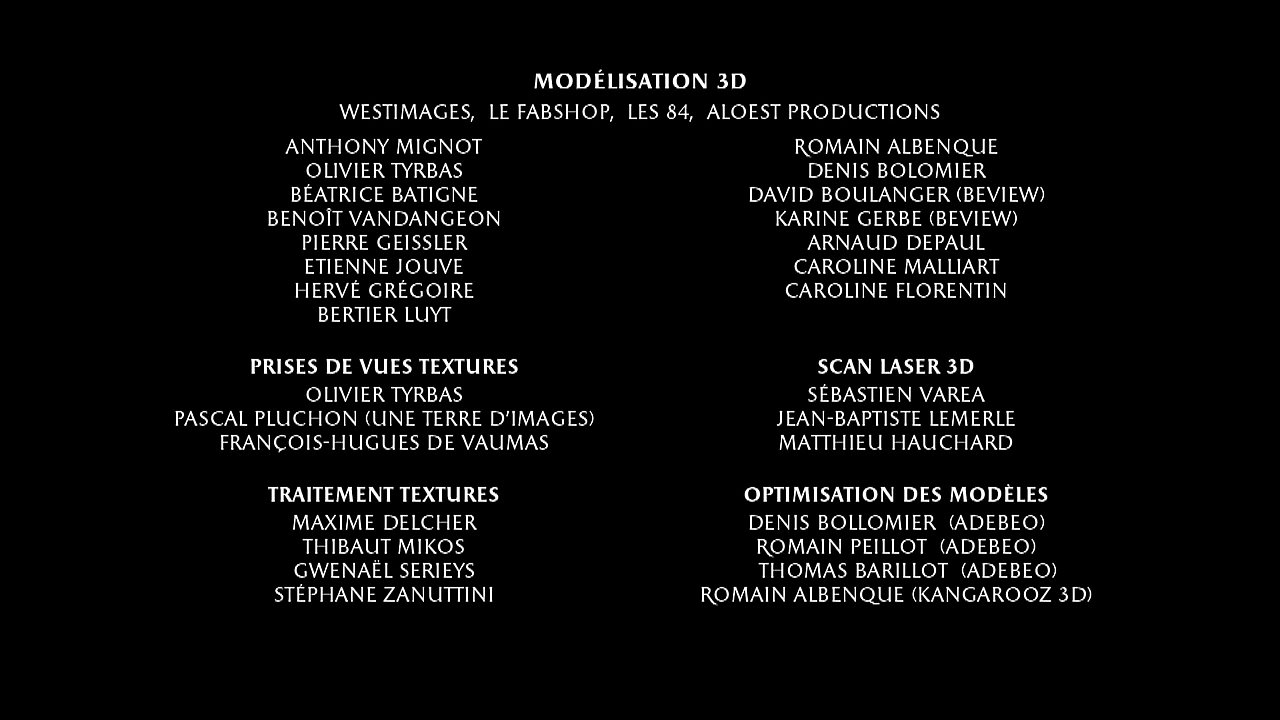 MODÉLISATION 3D
WESTIMAGES, LE FABSHOP, LES 84, ALOEST PRODUCTIONS
ANTHONY MIGNOT
OLIVIER TYRBAS
BÉATRICE BATIGNE
BENOÎT VANDANGEON
PIERRE GEISSLER
ETIENNE JOUVE
HERVÉ GRÉGOIRE
BERTIER LUYT
ROMAIN ALBENQUE
DENIS BOLOMIER
DAVID BOULANGER (BEVIEW)
KARINE GERBE (BEVIEW)
ARNAUD DEPAUL
CAROLINE MALLIART
CAROLINE FLORENTIN
PRISES DE VUES TEXTURES
OLIVIER TYRBAS
PASCAL PLUCHON (UNE TERRE D'IMAGES)
FRANÇOIS-HUGUES DE VAUMAS
SCAN LASER 3D
SÉBASTIEN VAREA
JEAN-BAPTISTE LEMERLE
MATTHIEU HAUCHARD
TRAITEMENT TEXTURES
MAXIME DELCHER
THIBAUT MIKOS
GWENAËL SERIEYS
STÉPHANE ZANUTTINI
OPTIMISATION DES MODÈLES
DENIS BOLLOMIER (ADEBEO)
ROMAIN PEILLOT (ADEBEO)
THOMAS BARILLOT (ADEBEO)
ROMAIN ALBENQUE (KANGAROOZ 3D)